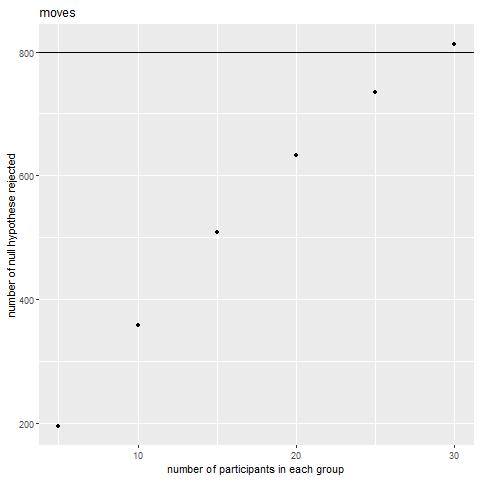 moves
800
600
400
200
number of null hypothese rejected
10
20
30
number of participants in each group